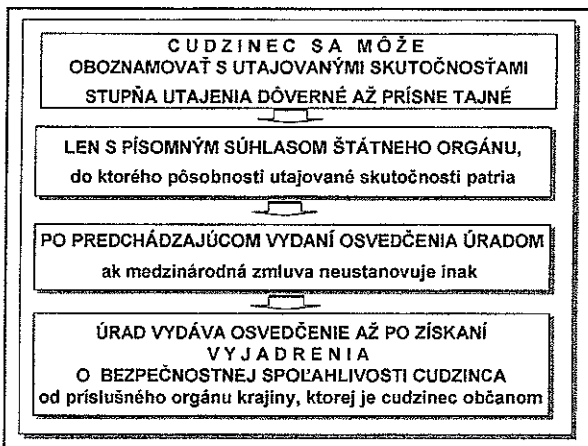 CUDZINEC SA MÔŽE
OBOZNAMOVAŤ S UTAJOVANÝMI SKUTOČNOSŤAMI
STUPŇA UTAJENIA DÔVERNÉ AŽ PRÍSNE TAJNÉ
LEN S PÍSOMNÝM SÚHLASOM ŠTÁTNEHO ORGÁNU,
do ktorého pôsobnosti utajované skutočnosti patria
PO PREDCHÁDZAJÚCOM VYDANÍ OSVEDČENIA ÚRADOM
ak medzinárodná zmluva neustanovuje inak
ÚRAD VYDÁVA OSVEDČENIE AŽ PO ZÍSKANÍ
VYJADRENIA
O BEZPEČNOSTNEJ SPOĽAHLIVOSTI CUDZINCA
od príslušného orgánu krajiny, ktorej je cudzinec občanom